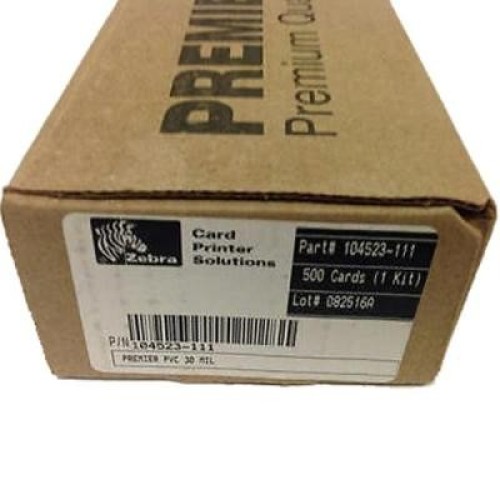 PREMIE
Premium Qua
Zebra
Card
Printer
Solutions
Part# 104523-111
500 Cards (1 Kit)
Lot# 082516A
P/N 104523-111
PREMIER PVC 30 MIL